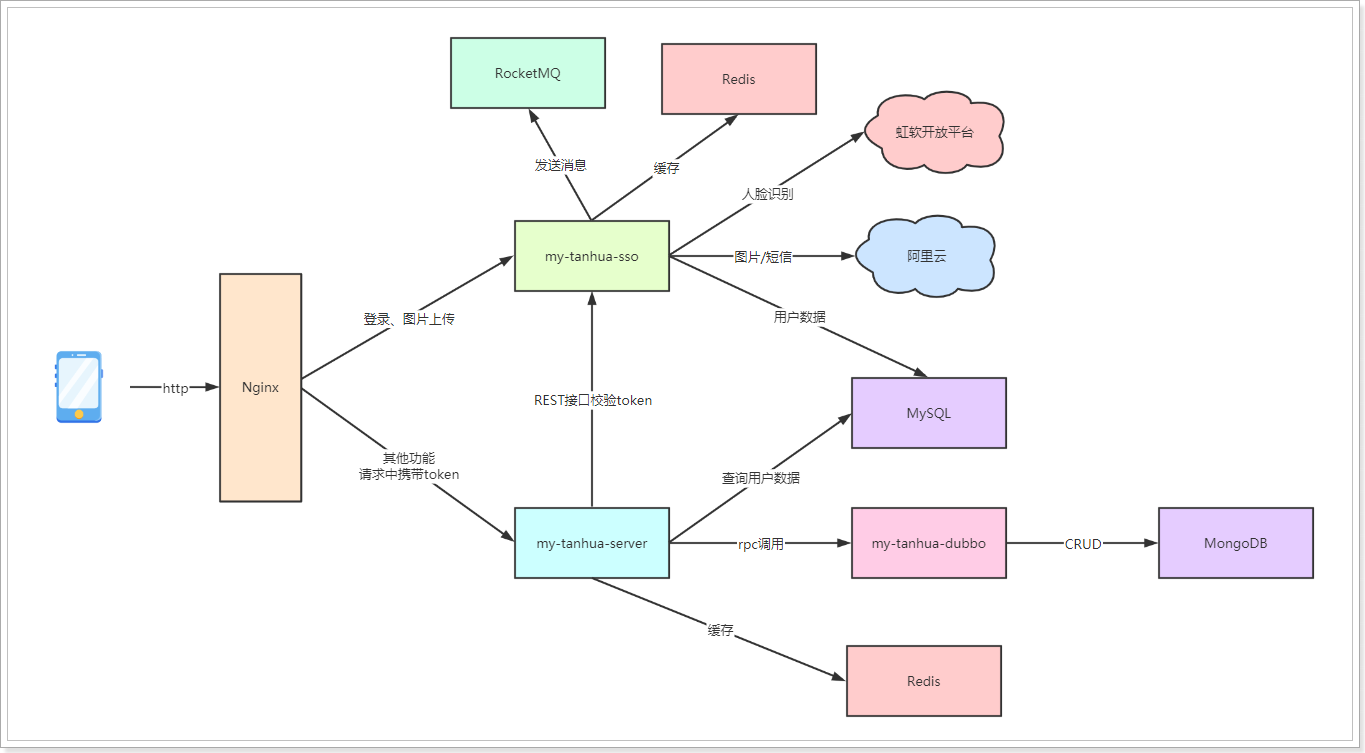 RocketMQ
Redis
虹软开放平台
发送消息
缓存
人脸识别
my-tanhua-sso
图片/短信
阿里云
登录、图片上传
用户数据
http
Nginx
REST接口校验token
MySQL
其他功能
请求中携带token
查询用户数据
my-tanhua-server
rpc调用
my-tanhua-dubbo
CRUD
MongoDB
缓存
Redis